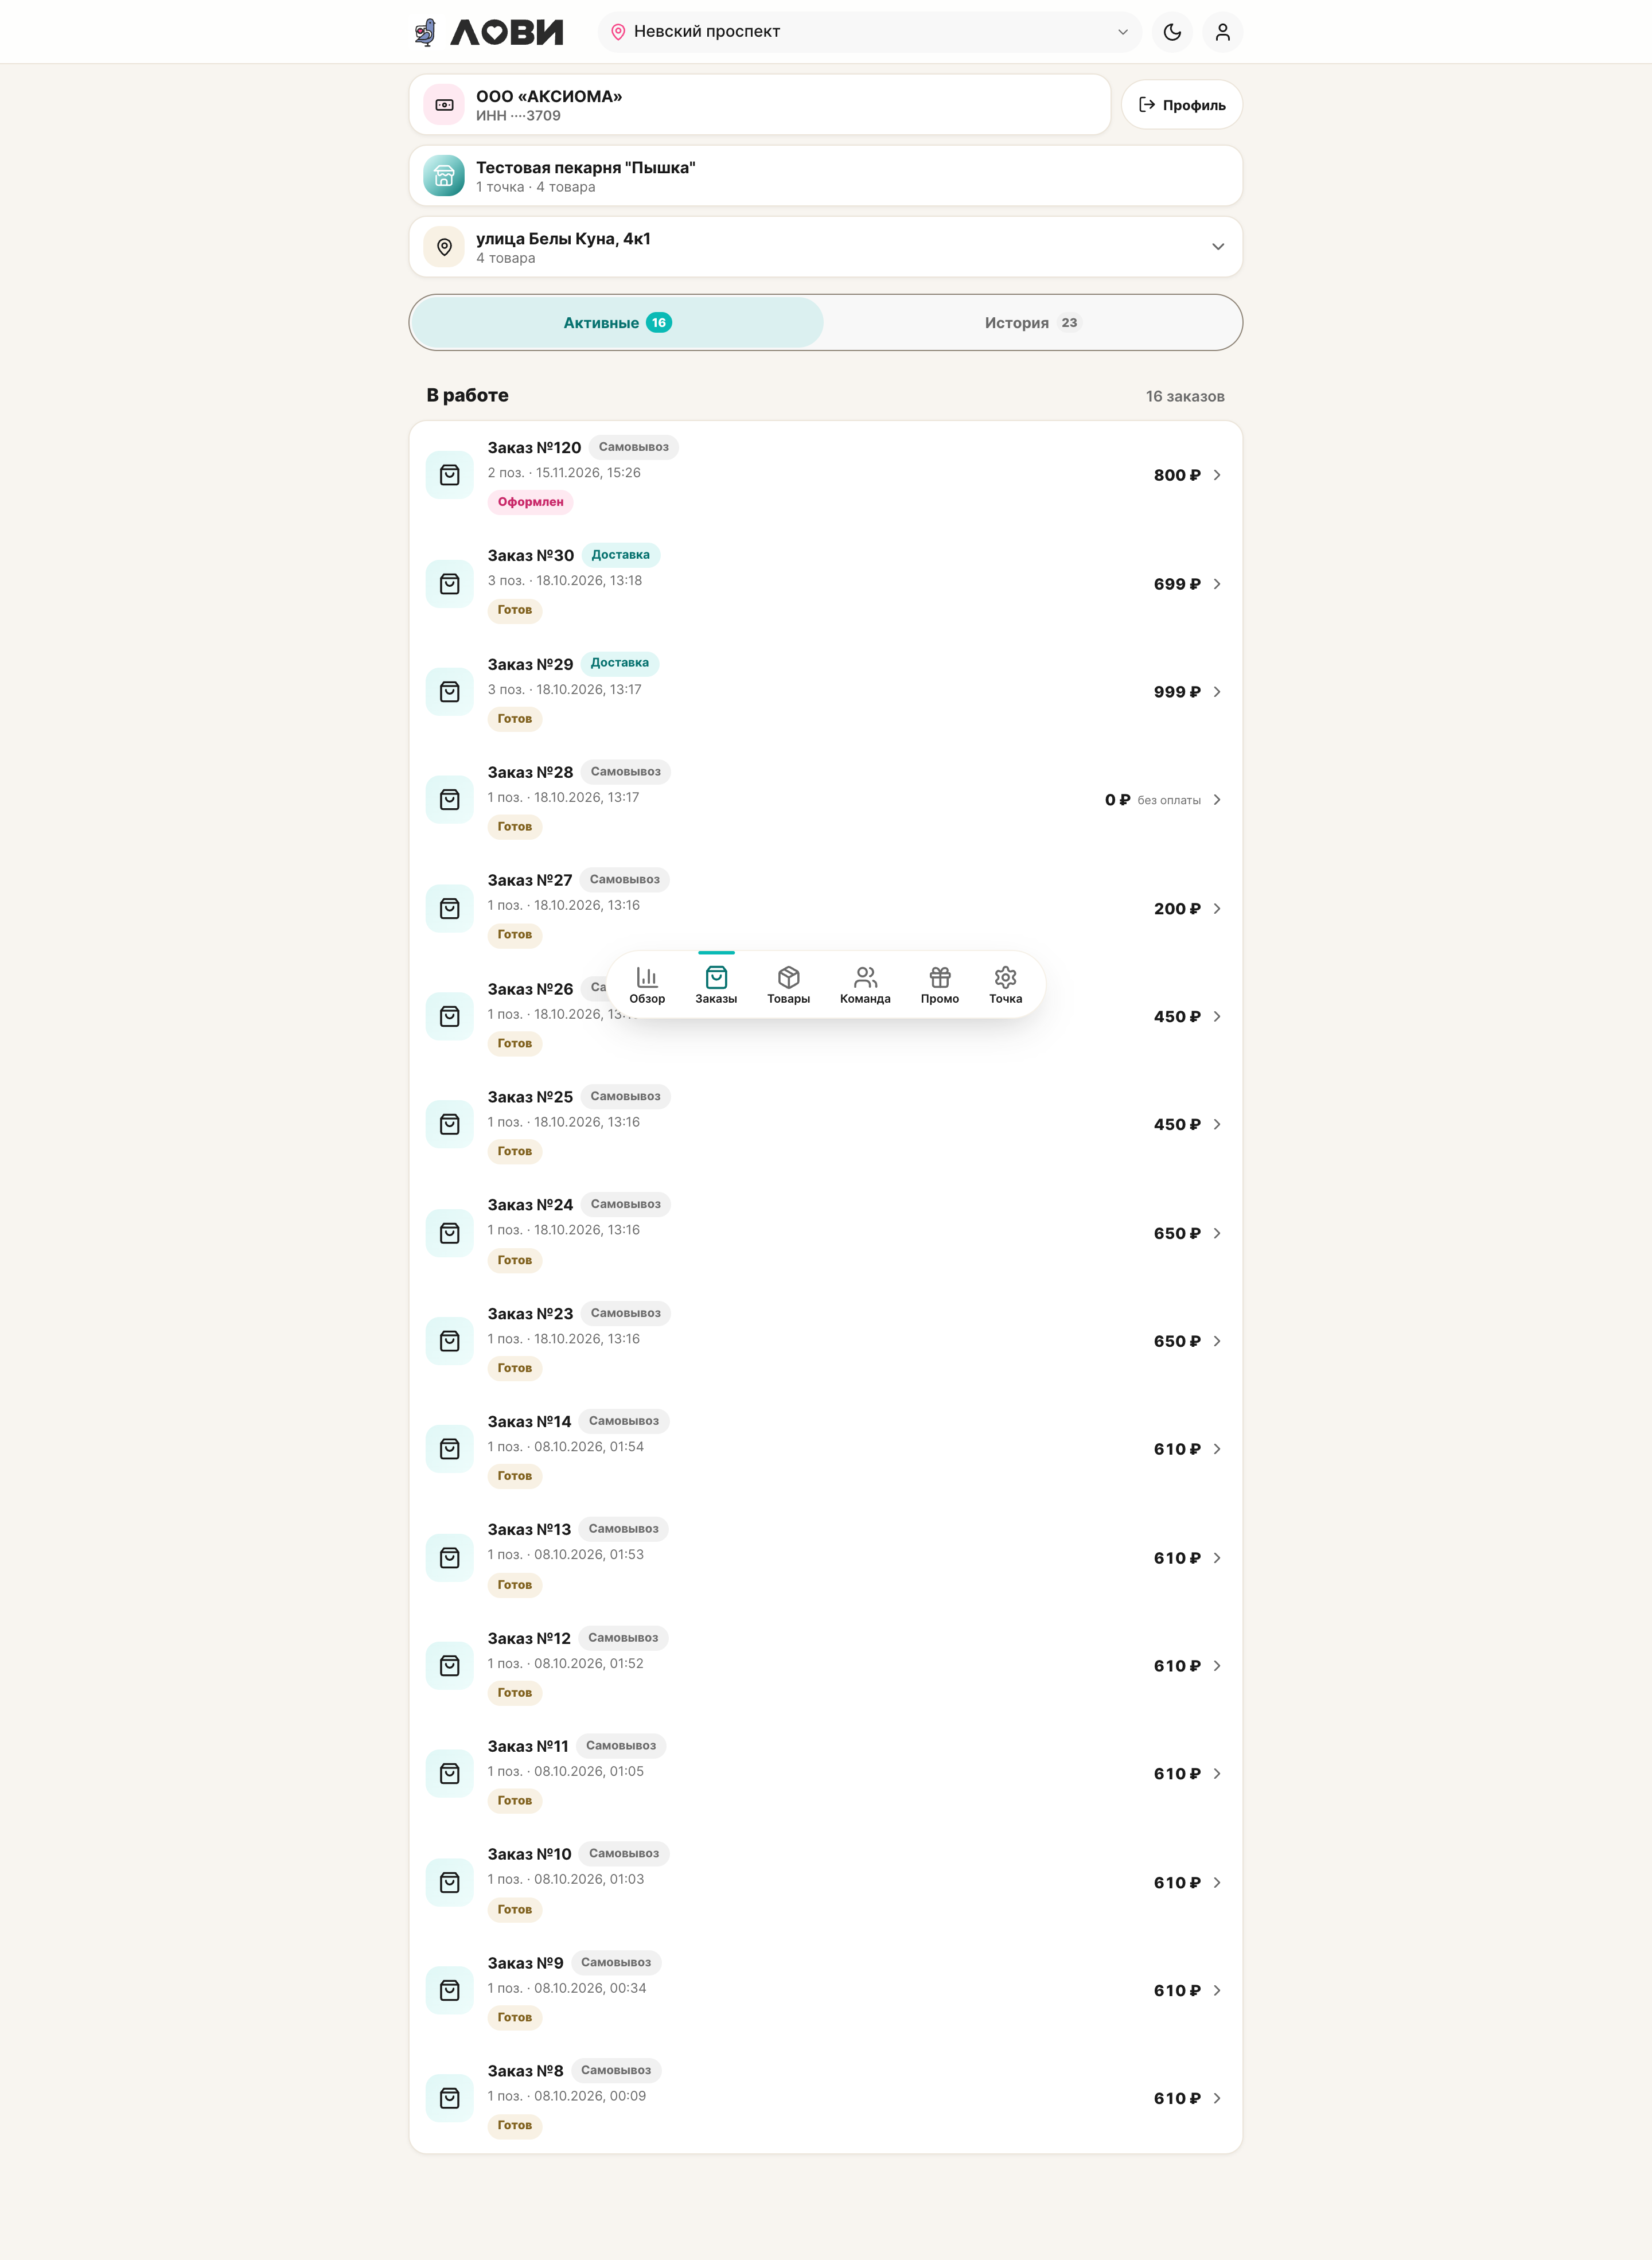 ЛОВИ
Невский проспект
ООО «АКСИОМА»
ИНН ····3709
Профиль
Тестовая пекарня "Пышка"
1 точка · 4 товара
улица Белы Куна, 4к1
4 товара
Активные 16
История 23
В работе
16 заказов
Заказ №120 Самовывоз
2 поз. · 15.11.2026, 15:26
Оформлен
800 ₽
Заказ №30 Доставка
3 поз. · 18.10.2026, 13:18
Готов
699 ₽
Заказ №29 Доставка
3 поз. · 18.10.2026, 13:17
Готов
999 ₽
Заказ №28 Самовывоз
1 поз. · 18.10.2026, 13:17
Готов
0 ₽ без оплаты
Заказ №27 Самовывоз
1 поз. · 18.10.2026, 13:16
Готов
200 ₽
Заказ №26
1 поз. · 18.10.2026,
Готов
450 ₽
Обзор
Заказы
Товары
Команда
Промо
Точка
Заказ №25 Самовывоз
1 поз. · 18.10.2026, 13:16
Готов
450 ₽
Заказ №24 Самовывоз
1 поз. · 18.10.2026, 13:16
Готов
650 ₽
Заказ №23 Самовывоз
1 поз. · 18.10.2026, 13:16
Готов
650 ₽
Заказ №14 Самовывоз
1 поз. · 08.10.2026, 01:54
Готов
610 ₽
Заказ №13 Самовывоз
1 поз. · 08.10.2026, 01:53
Готов
610 ₽
Заказ №12 Самовывоз
1 поз. · 08.10.2026, 01:52
Готов
610 ₽
Заказ №11 Самовывоз
1 поз. · 08.10.2026, 01:05
Готов
610 ₽
Заказ №10 Самовывоз
1 поз. · 08.10.2026, 01:03
Готов
610 ₽
Заказ №9 Самовывоз
1 поз. · 08.10.2026, 00:34
Готов
610 ₽
Заказ №8 Самовывоз
1 поз. · 08.10.2026, 00:09
Готов
610 ₽